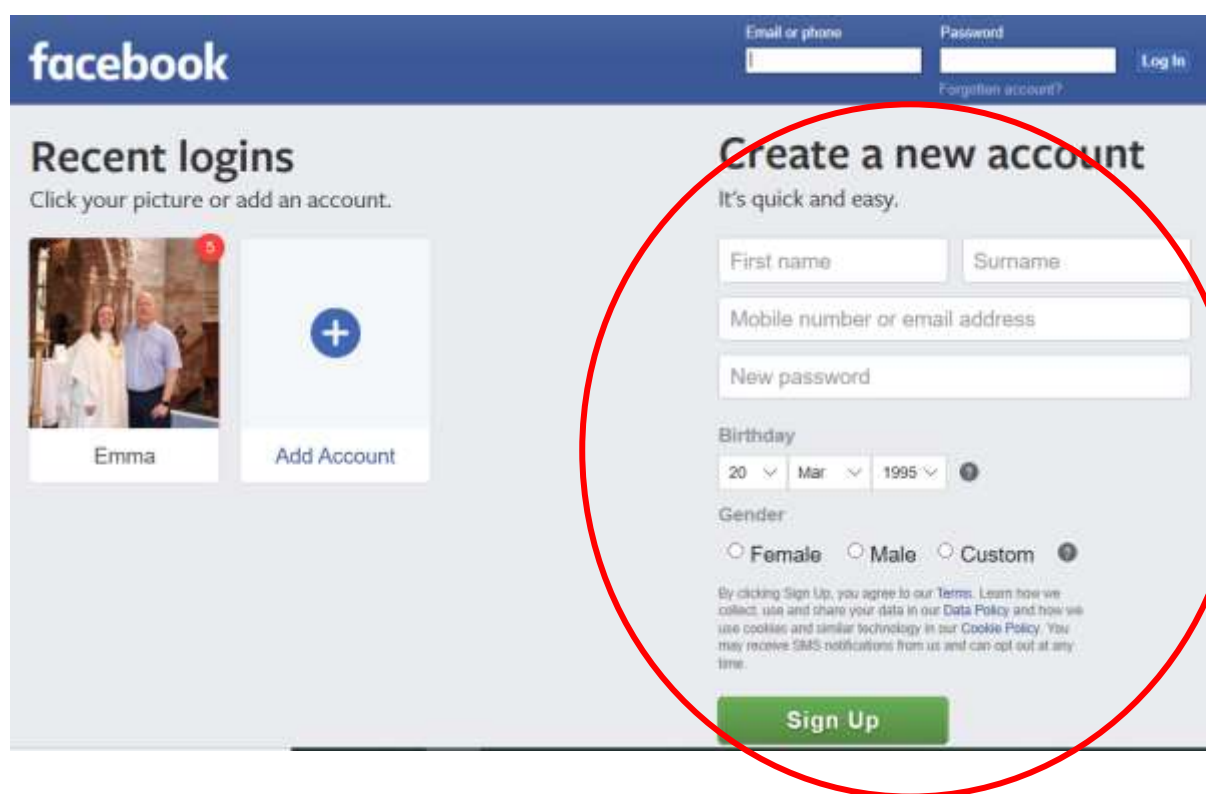 facebook
Email or phone
Password
Log In
Forgotten account?
Recent logins
Click your picture or add an account.
5
Emma
Add Account
Create a new account
It's quick and easy.
First name
Surname
Mobile number or email address
New password
Birthday
20 Mar 1995 ?
Gender
Female Male Custom ?
By clicking Sign Up, you agree to our Terms. Learn how we
collect, use and share your data in our Data Policy and how we
use cookies and similar technology in our Cookie Policy. You
may receive SMS notifications from us and can opt out at any
time.
Sign Up